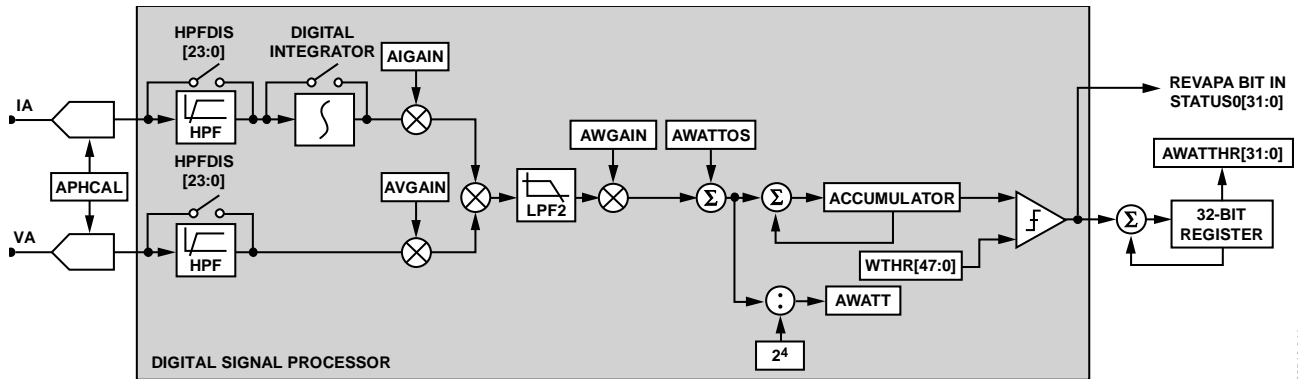 HPFDIS
[23:0]
DIGITAL
INTEGRATOR
AIGAIN
REVAPA BIT IN
STATUS0[31:0]
IA
HPF
AWATTHR[31:0]
APHCAL
HPFDIS
[23:0]
AVGAIN
AWGAIN
AWATTOS
LPF2
Σ
Σ
ACCUMULATOR
Σ
32-BIT
REGISTER
VA
HPF
WTHR[47:0]
:
AWATT
24
DIGITAL SIGNAL PROCESSOR